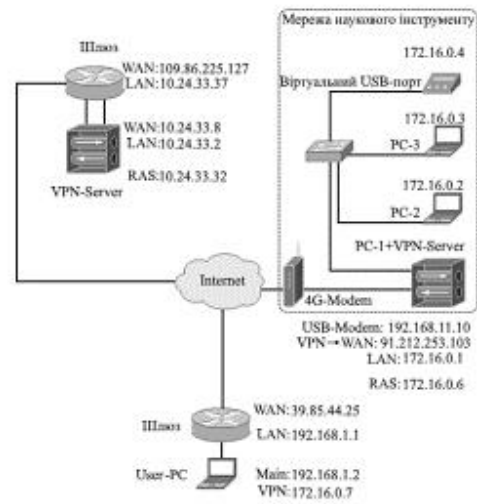 Шлюз
WAN:109.86.225.127
LAN:10.24.33.37
WAN:10.24.33.8
LAN:10.24.33.2
RAS:10.24.33.32
VPN-Server
Мережа наукового інструменту
172.16.0.4
Віртуальний USB-порт
172.16.0.3
PC-3
172.16.0.2
PC-2
PC-1+VPN-Server
Internet
4G-Modem
USB-Modem: 192.168.11.10
VPN→WAN: 91.212.253.103
LAN:172.16.0.1
RAS:172.16.0.6
Шлюз
WAN:39.85.44.25
LAN:192.168.1.1
User-PC
Main:192.168.1.2
VPN:172.16.0.7